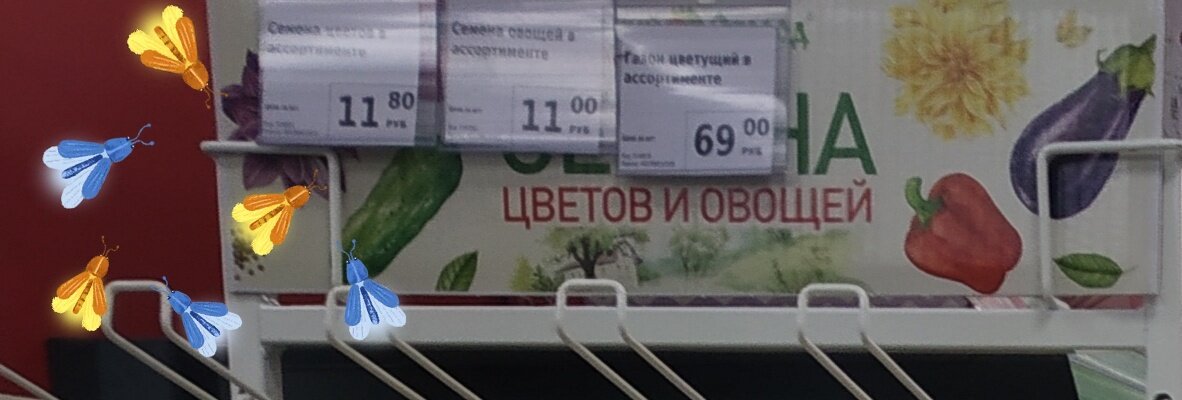 Семена цветов в
ассортименте
11 80
РУБ
Семена овощей в
ассортименте
11 00
РУБ
Газон цветущий в
ассортименте
69 00
РУБ
ЦВЕТОВ И ОВОЩЕЙ